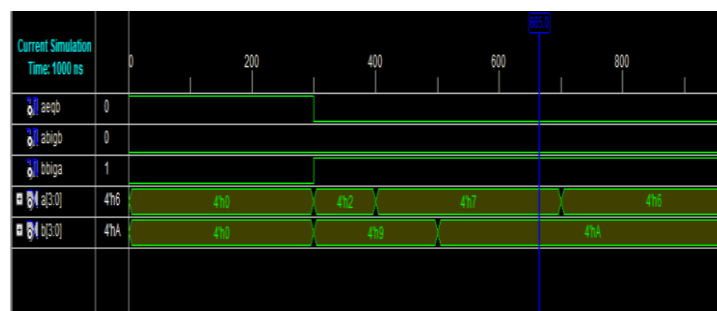 665.0
Current Simulation
Time: 1000 ns
0 200 400 600 800
aeqb 0
abigb 0
bbiga 1
a[3:0] 4'h6 4'h0 4'h2 4'h7 4'h6
b[3:0] 4'hA 4'h0 4'h9 4'hA